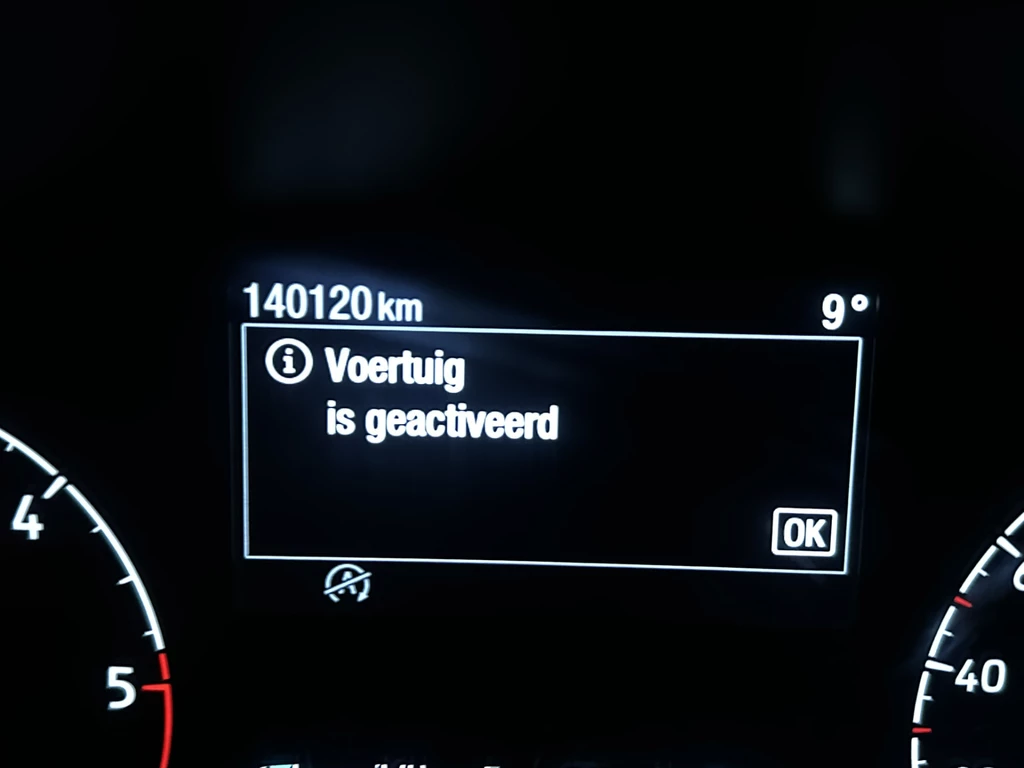 140120 km 9°
i Voertuig
is geactiveerd
OK
A
4
5
40